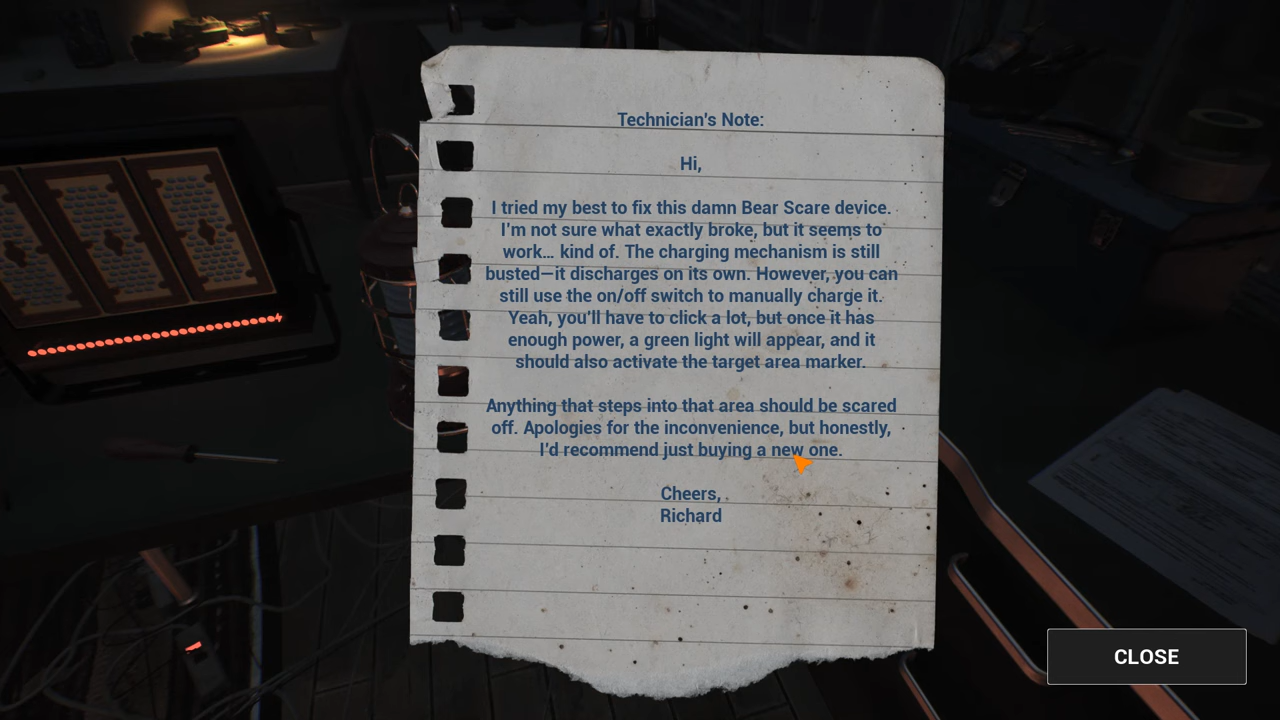 Technician's Note:
Hi,
I tried my best to fix this damn Bear Scare device.
I'm not sure what exactly broke, but it seems to
work... kind of. The charging mechanism is still
busted—it discharges on its own. However, you can
still use the on/off switch to manually charge it.
Yeah, you'll have to click a lot, but once it has
enough power, a green light will appear, and it
should also activate the target area marker.
Anything that steps into that area should be scared
off. Apologies for the inconvenience, but honestly,
I'd recommend just buying a new one.
Cheers,
Richard
CLOSE